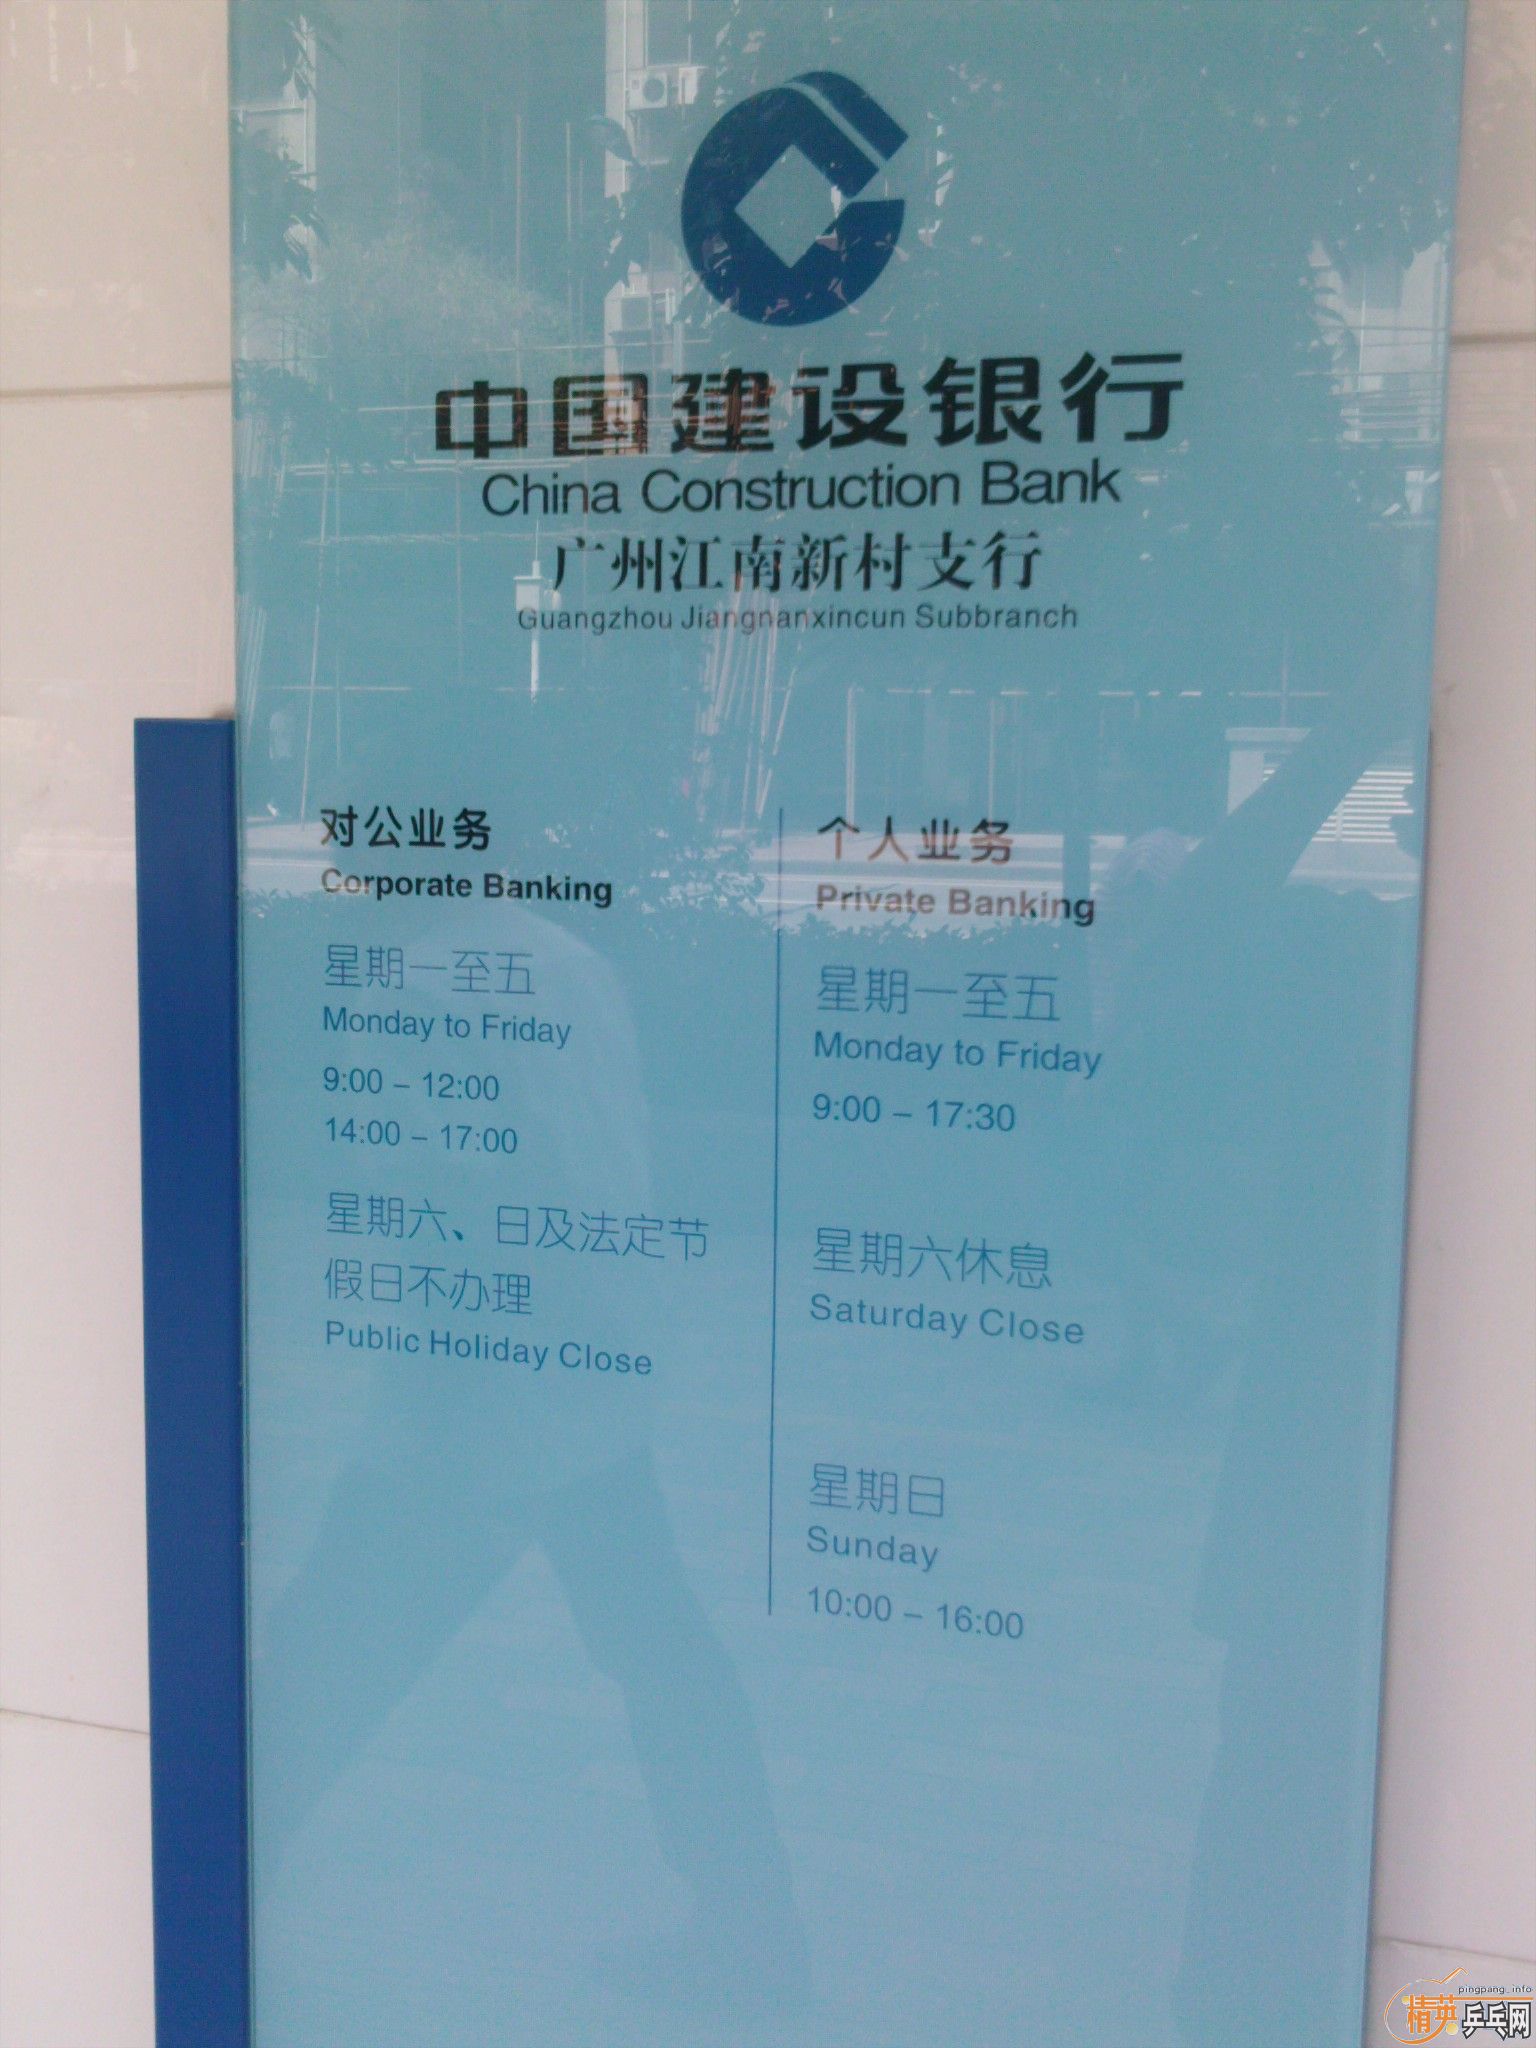 中国建设银行
China Construction Bank
广州江南新村支行
Guangzhou Jiangnanxincun Subbranch
对公业务
Corporate Banking
星期一至五
Monday to Friday
9:00 – 12:00
14:00 – 17:00
星期六、日及法定节
假日不办理
Public Holiday Close
个人业务
Private Banking
星期一至五
Monday to Friday
9:00 – 17:30
星期六休息
Saturday Close
星期日
Sunday
10:00 – 16:00
pingpang.info
精英乒乓网